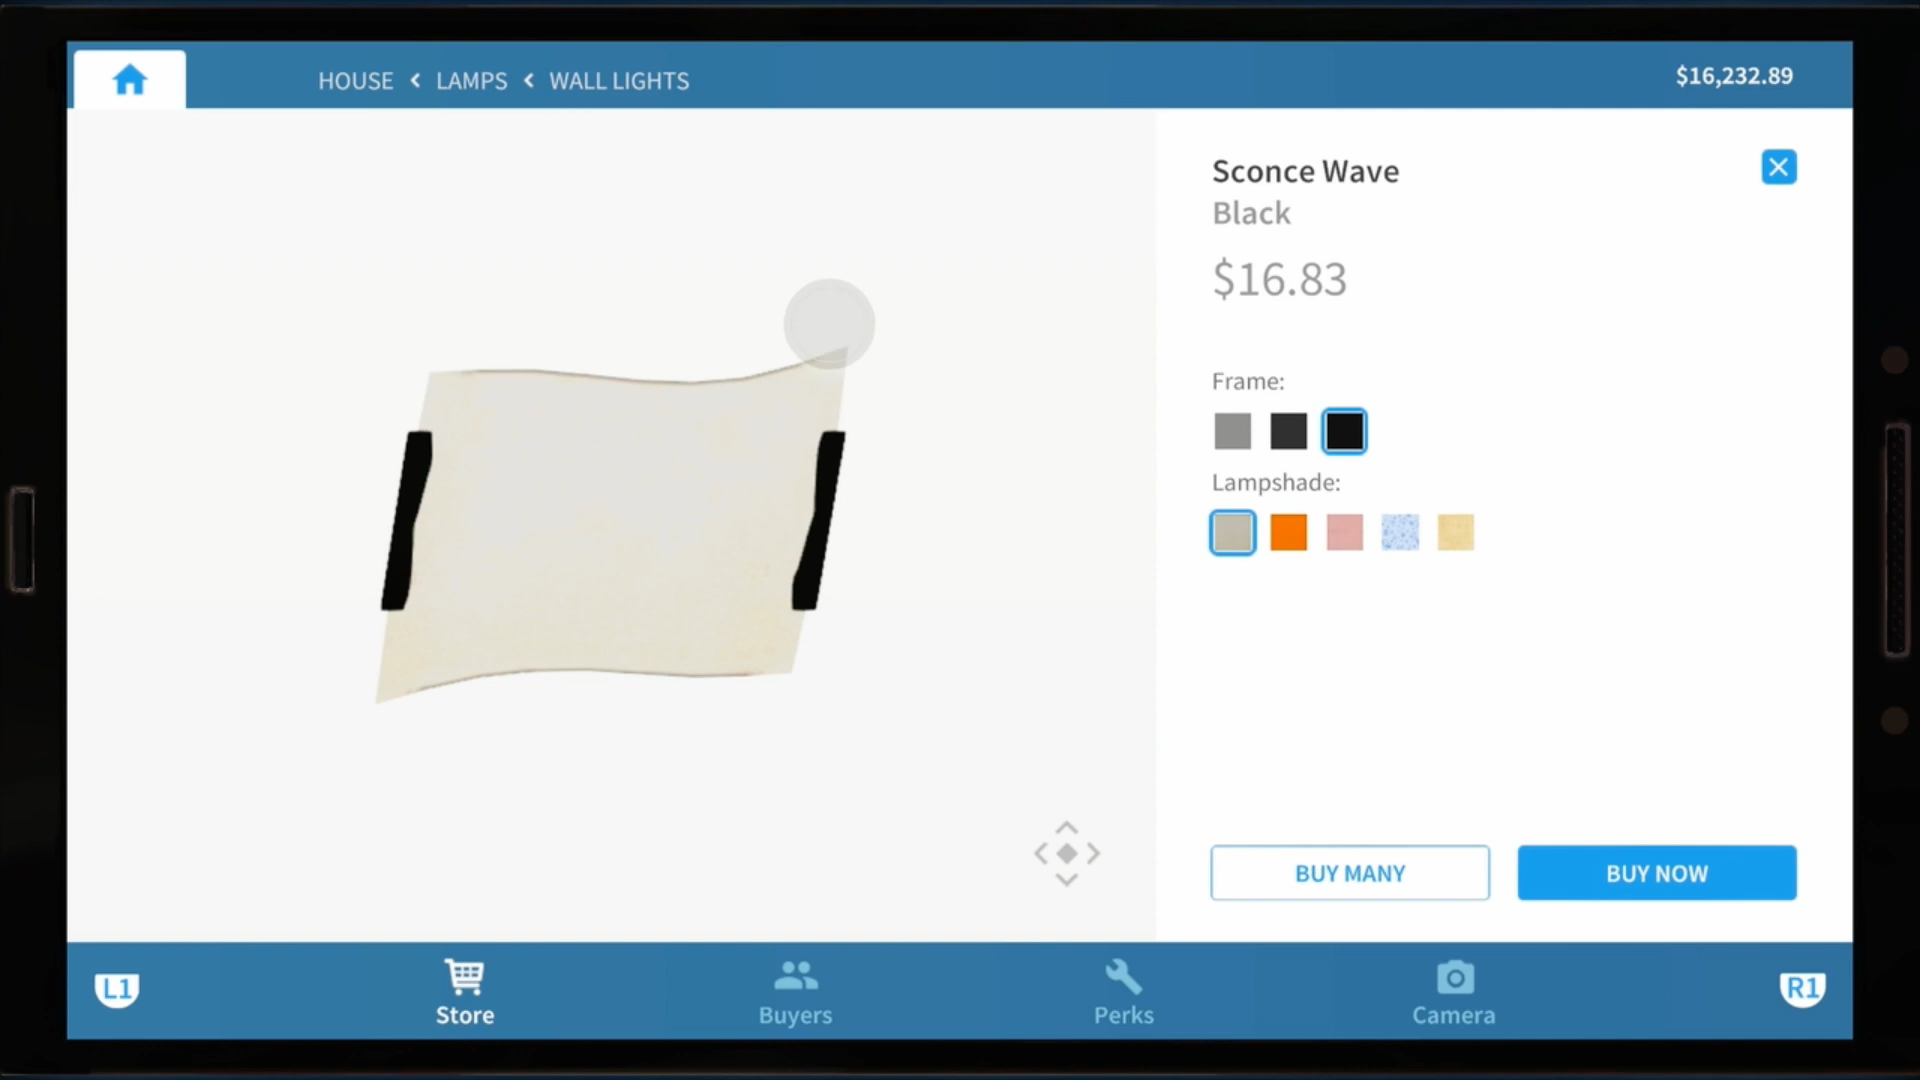 HOUSE < LAMPS < WALL LIGHTS
$16,232.89
Sconce Wave
Black
$16.83
Frame:
Lampshade:
BUY MANY
BUY NOW
L1
Store
Buyers
Perks
Camera
R1